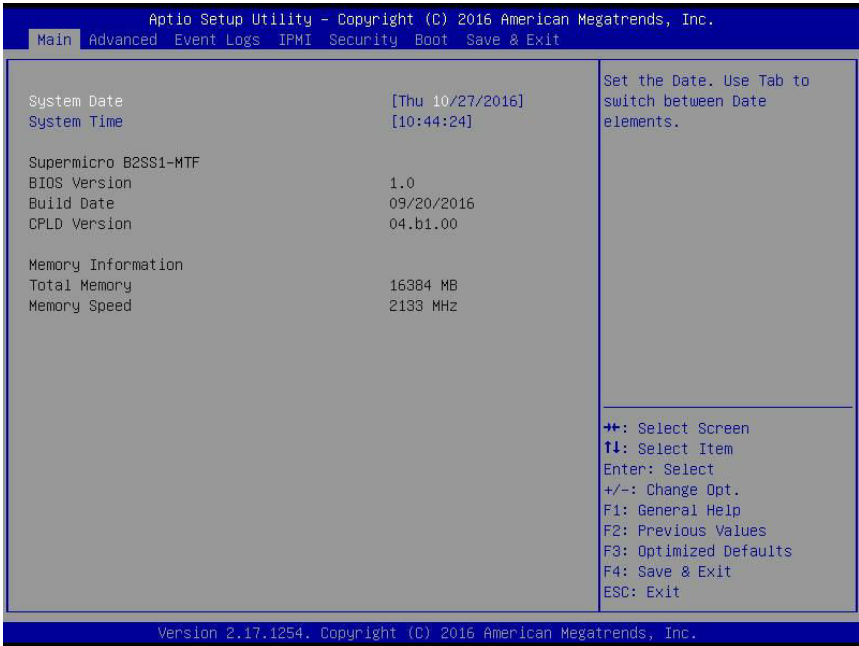 Aptio Setup Utility – Copyright (C) 2016 American Megatrends, Inc.
Main Advanced Event Logs IPMI Security Boot Save & Exit
System Date [Thu 10/27/2016]
System Time [10:44:24]
Supermicro B2SS1-MTF
BIOS Version 1.0
Build Date 09/20/2016
CPLD Version 04.b1.00
Memory Information
Total Memory 16384 MB
Memory Speed 2133 MHz
Set the Date. Use Tab to
switch between Date
elements.
→←: Select Screen
↑↓: Select Item
Enter: Select
+/-: Change Opt.
F1: General Help
F2: Previous Values
F3: Optimized Defaults
F4: Save & Exit
ESC: Exit
Version 2.17.1254. Copyright (C) 2016 American Megatrends, Inc.